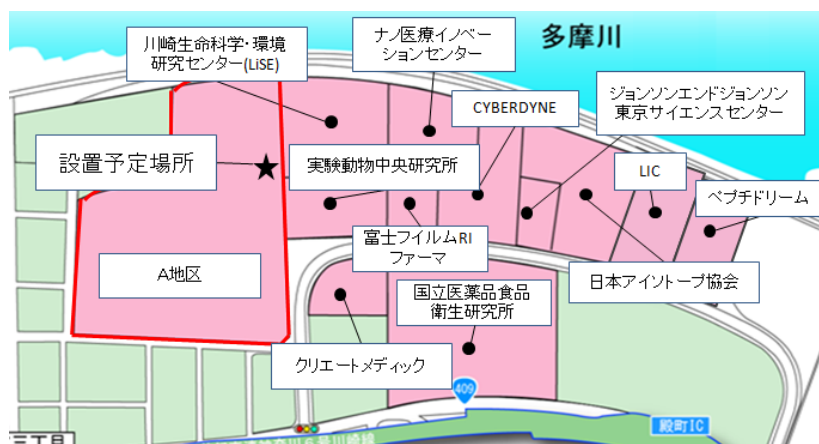 川崎生命科学・環境
研究センター(LiSE)
ナノ医療イノベー
ションセンター
多摩川
ジョンソンエンドジョンソン
東京サイエンスセンター
CYBERDYNE
設置予定場所
実験動物中央研究所
LIC
ペプチドリーム
富士フイルムRI
ファーマ
A地区
国立医薬品食品
衛生研究所
日本アイソトープ協会
クリエートメディック
409
殿町IC
三丁目